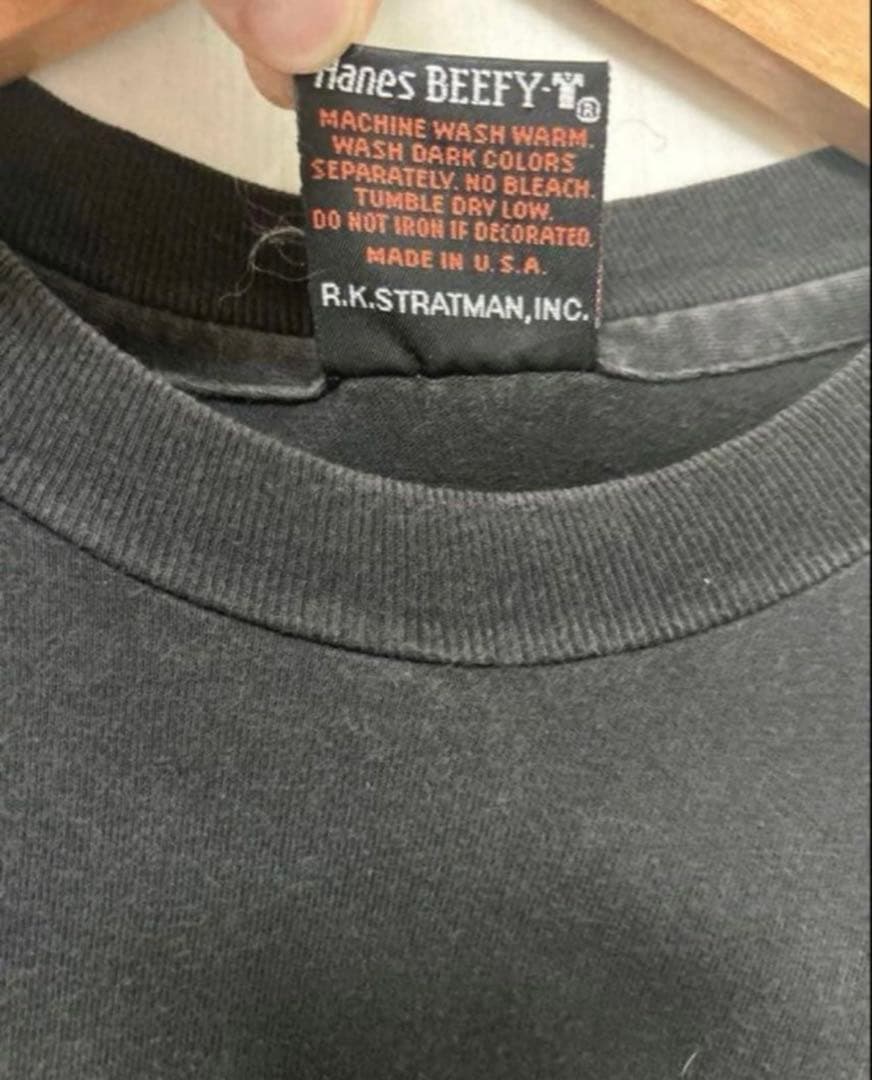 Hanes BEEFY-T®
MACHINE WASH WARM.
WASH DARK COLORS
SEPARATELY. NO BLEACH.
TUMBLE DRY LOW.
DO NOT IRON IF DECORATED.
MADE IN U.S.A.
R.K.STRATMAN,INC.